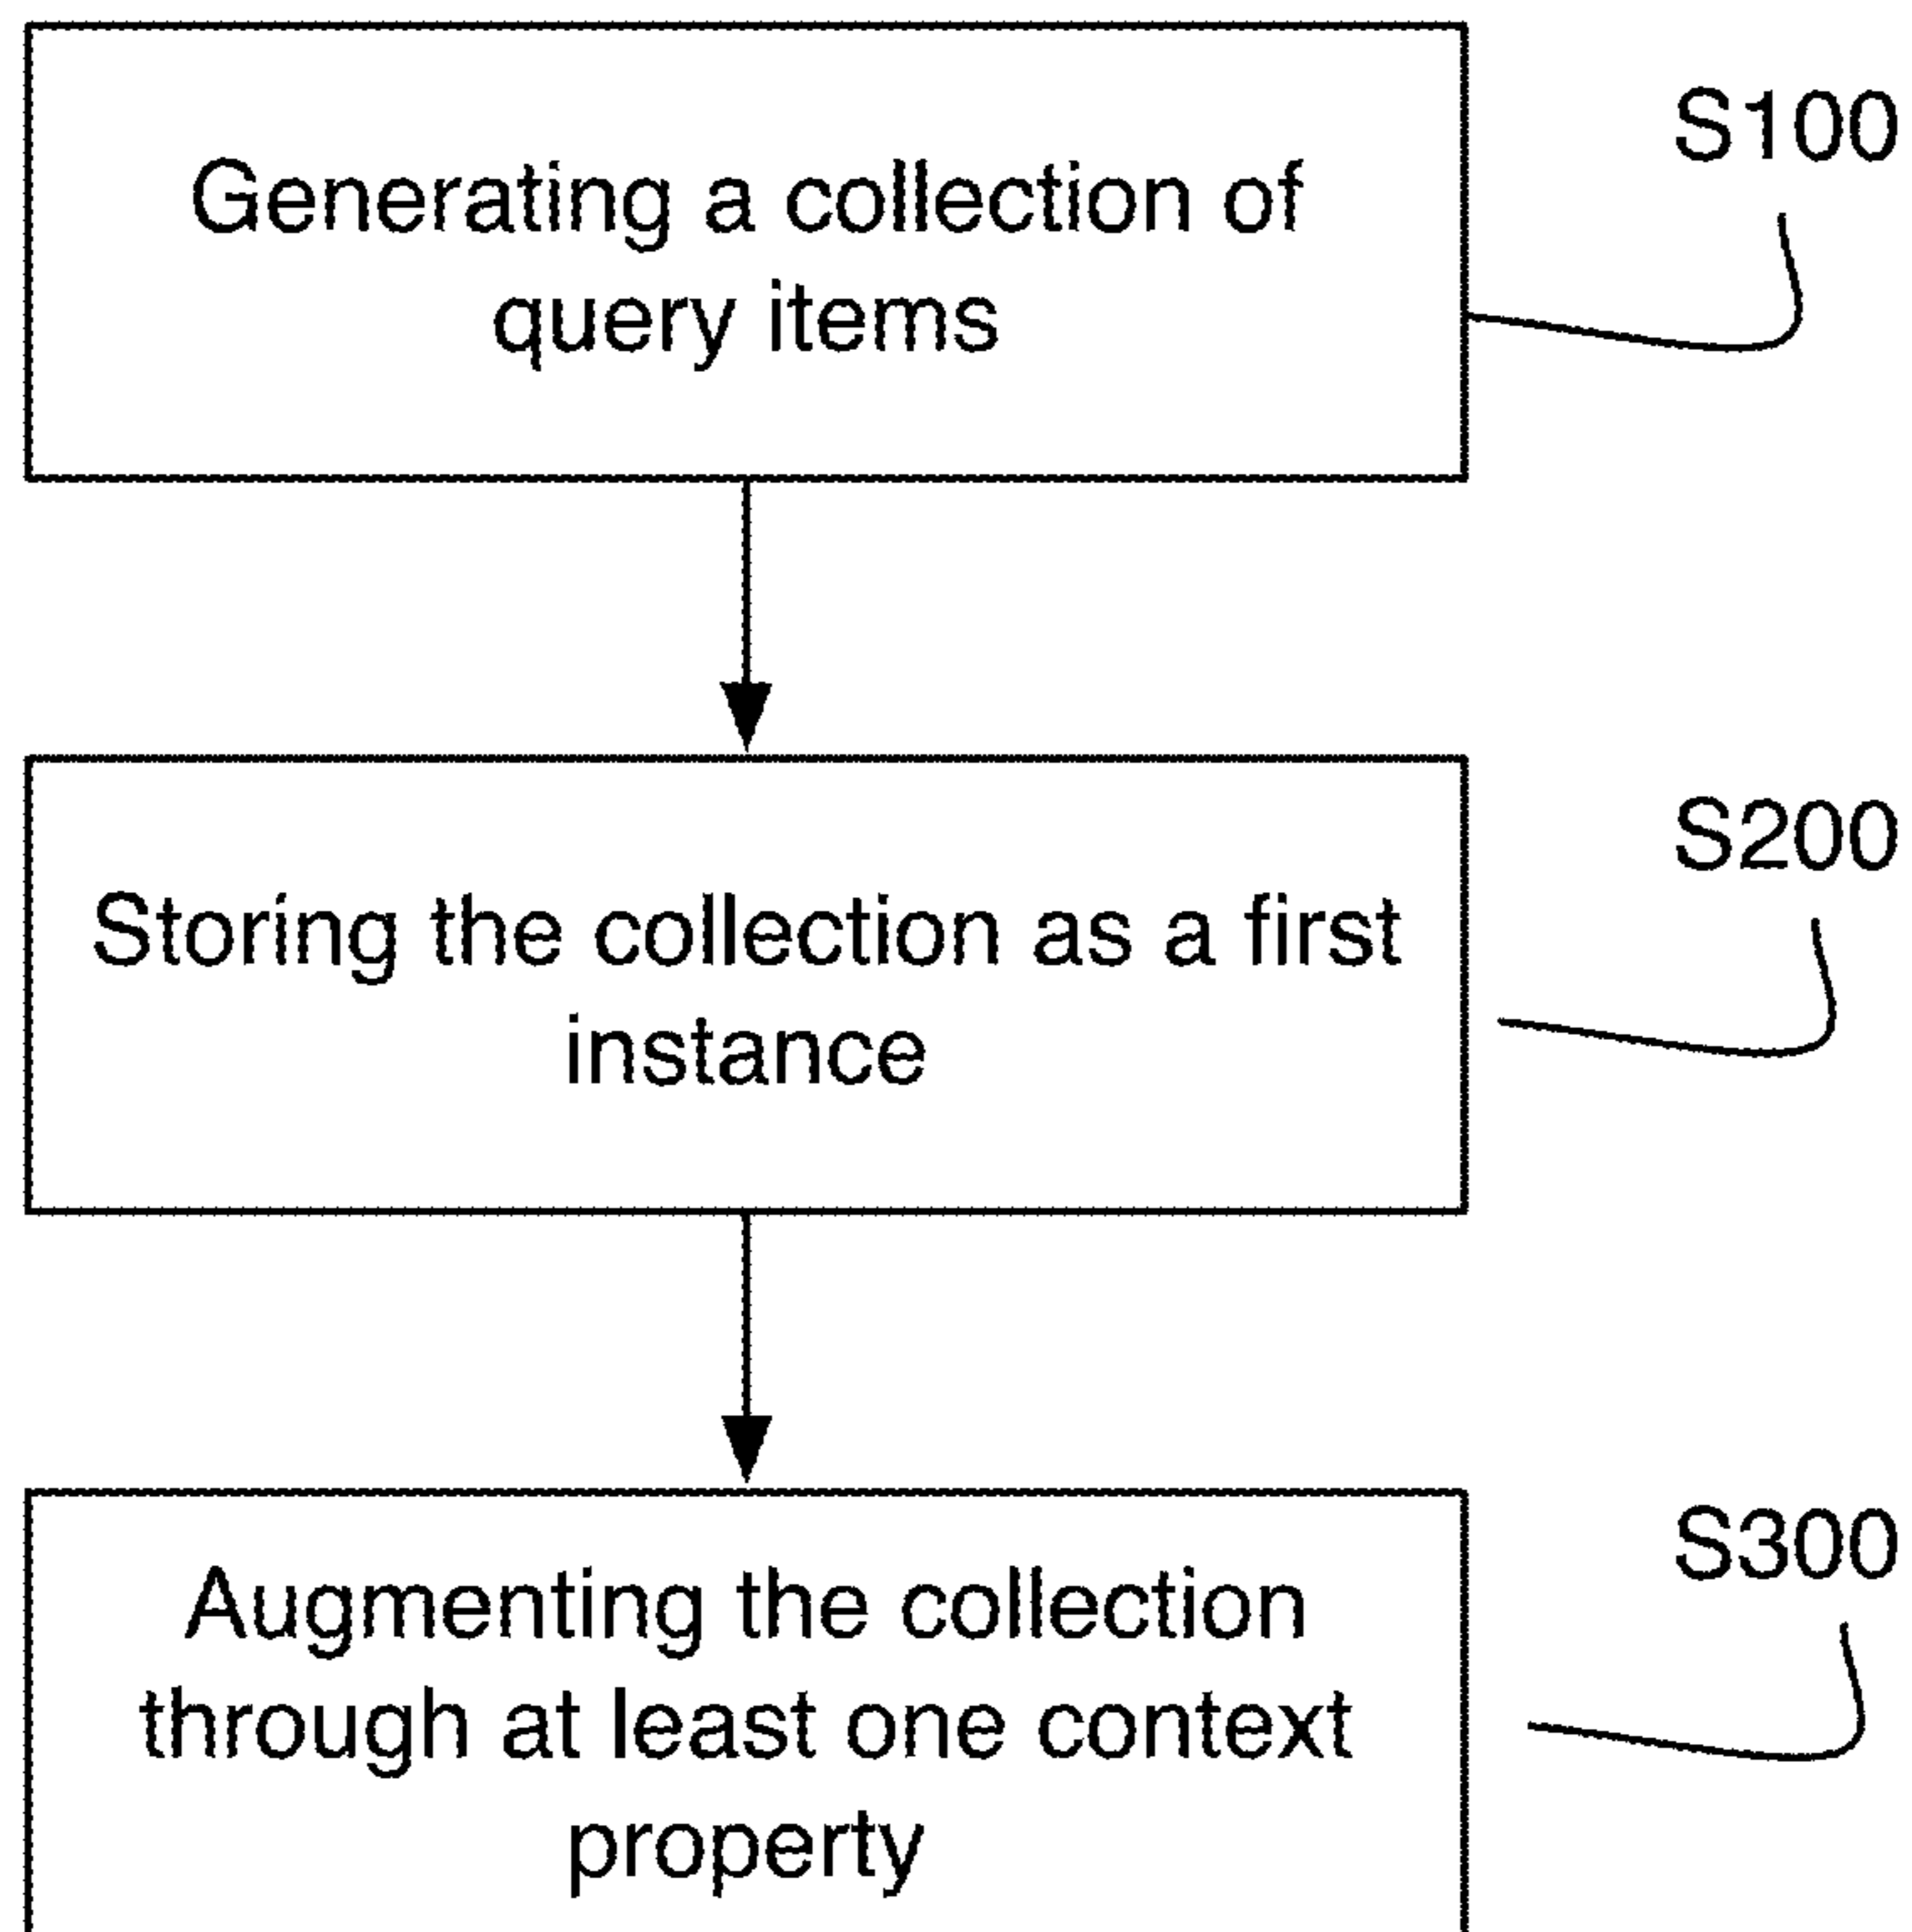 Generating a collection of
query items
S100
Storing the collection as a first
instance
S200
Augmenting the collection
through at least one context
property
S300